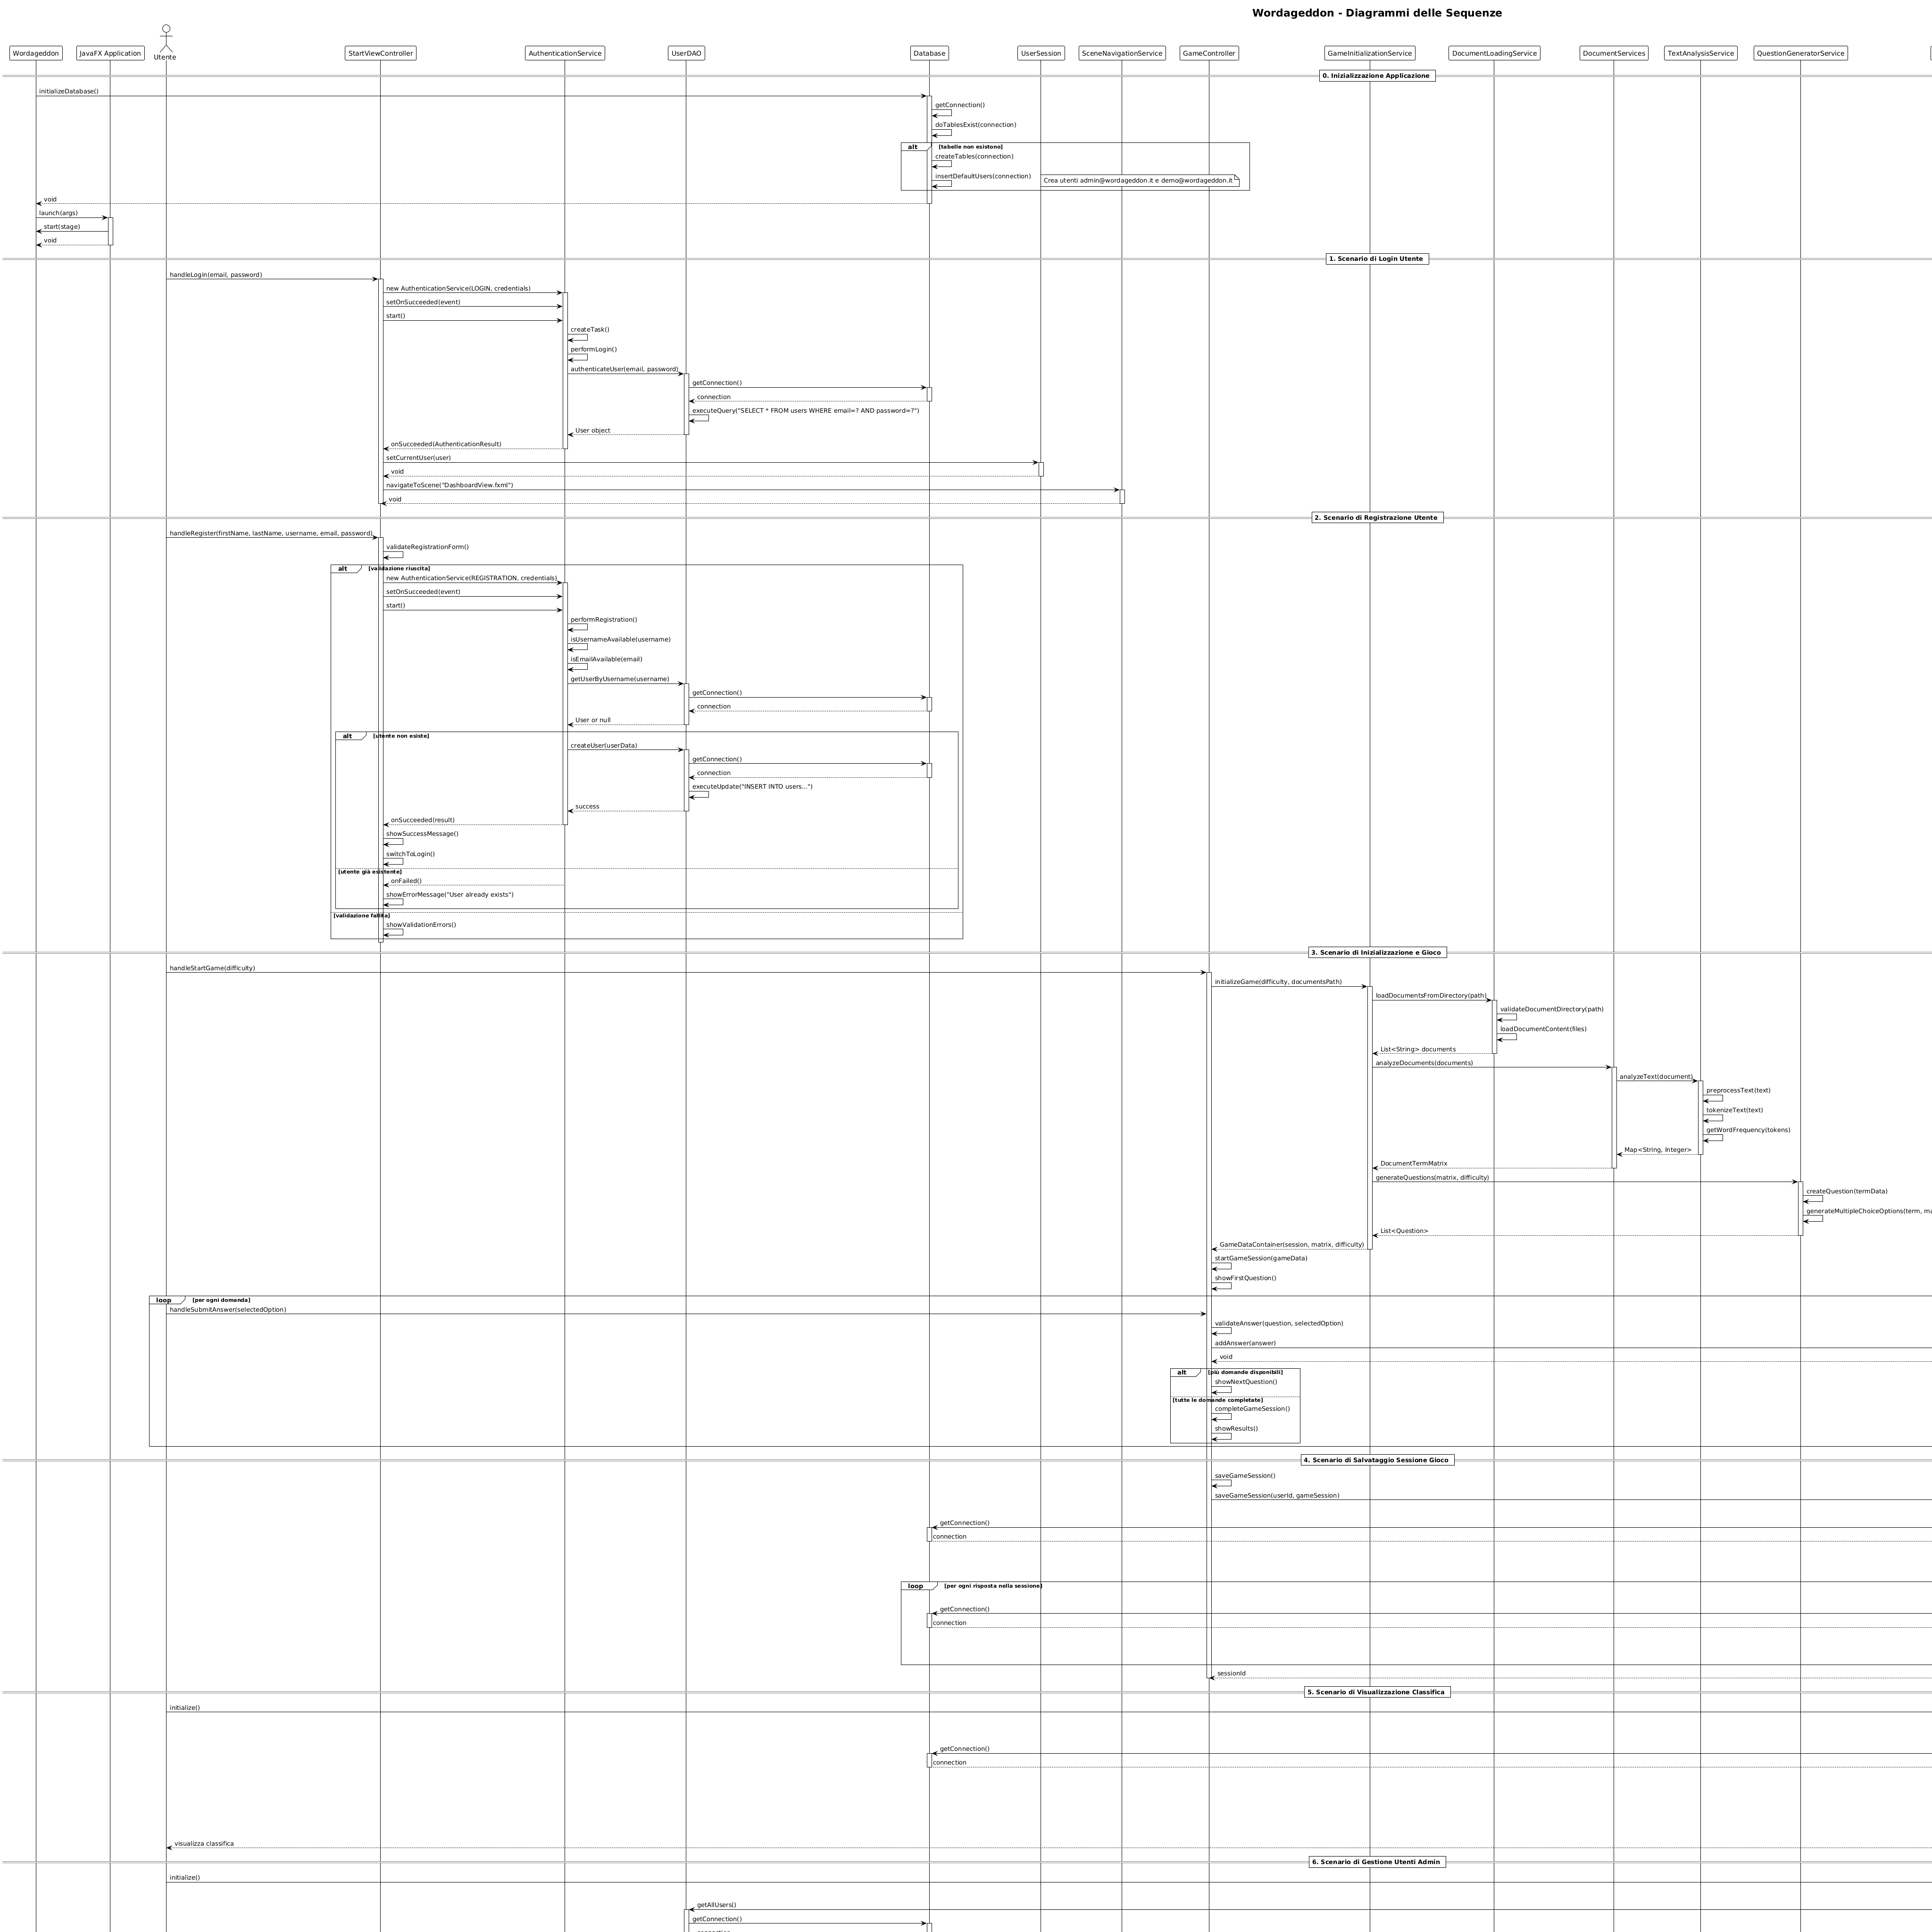 Wordageddon - Diagrammi delle Sequenze
Wordageddon
JavaFX Application
Utente
StartViewController
AuthenticationService
UserDAO
Database
UserSession
SceneNavigationService
GameController
GameInitializationService
DocumentLoadingService
DocumentServices
TextAnalysisService
QuestionGeneratorService
0. Inizializzazione Applicazione
initializeDatabase()
getConnection()
doTablesExist(connection)
alt [tabelle non esistono]
createTables(connection)
insertDefaultUsers(connection)
Crea utenti admin@wordageddon.it e demo@wordageddon.it
void
launch(args)
start(stage)
void
1. Scenario di Login Utente
handleLogin(email, password)
new AuthenticationService(LOGIN, credentials)
setOnSucceeded(event)
start()
createTask()
performLogin()
authenticateUser(email, password)
getConnection()
connection
executeQuery("SELECT * FROM users WHERE email=? AND password=?")
User object
onSucceeded(AuthenticationResult)
setCurrentUser(user)
void
navigateToScene("DashboardView.fxml")
void
2. Scenario di Registrazione Utente
handleRegister(firstName, lastName, username, email, password)
validateRegistrationForm()
alt [validazione riuscita]
new AuthenticationService(REGISTRATION, credentials)
setOnSucceeded(event)
start()
performRegistration()
isUsernameAvailable(username)
isEmailAvailable(email)
getUserByUsername(username)
getConnection()
connection
User or null
alt [utente non esiste]
createUser(userData)
getConnection()
connection
executeUpdate("INSERT INTO users...")
success
onSucceeded(result)
showSuccessMessage()
switchToLogin()
[utente già esistente]
onFailed()
showErrorMessage("User already exists")
[validazione fallita]
showValidationErrors()
3. Scenario di Inizializzazione e Gioco
handleStartGame(difficulty)
initializeGame(difficulty, documentsPath)
loadDocumentsFromDirectory(path)
validateDocumentDirectory(path)
loadDocumentContent(files)
List<String> documents
analyzeDocuments(documents)
analyzeText(document)
preprocessText(text)
tokenizeText(text)
getWordFrequency(tokens)
Map<String, Integer>
DocumentTermMatrix
generateQuestions(matrix, difficulty)
createQuestion(termData)
generateMultipleChoiceOptions(term, ma
List<Question>
GameDataContainer(session, matrix, difficulty)
startGameSession(gameData)
showFirstQuestion()
loop [per ogni domanda]
handleSubmitAnswer(selectedOption)
validateAnswer(question, selectedOption)
addAnswer(answer)
void
alt [più domande disponibili]
showNextQuestion()
[tutte le domande completate]
completeGameSession()
showResults()
4. Scenario di Salvataggio Sessione Gioco
saveGameSession()
saveGameSession(userId, gameSession)
getConnection()
connection
loop [per ogni risposta nella sessione]
getConnection()
connection
sessionId
5. Scenario di Visualizzazione Classifica
initialize()
getConnection()
connection
visualizza classifica
6. Scenario di Gestione Utenti Admin
initialize()
getAllUsers()
getConnection()